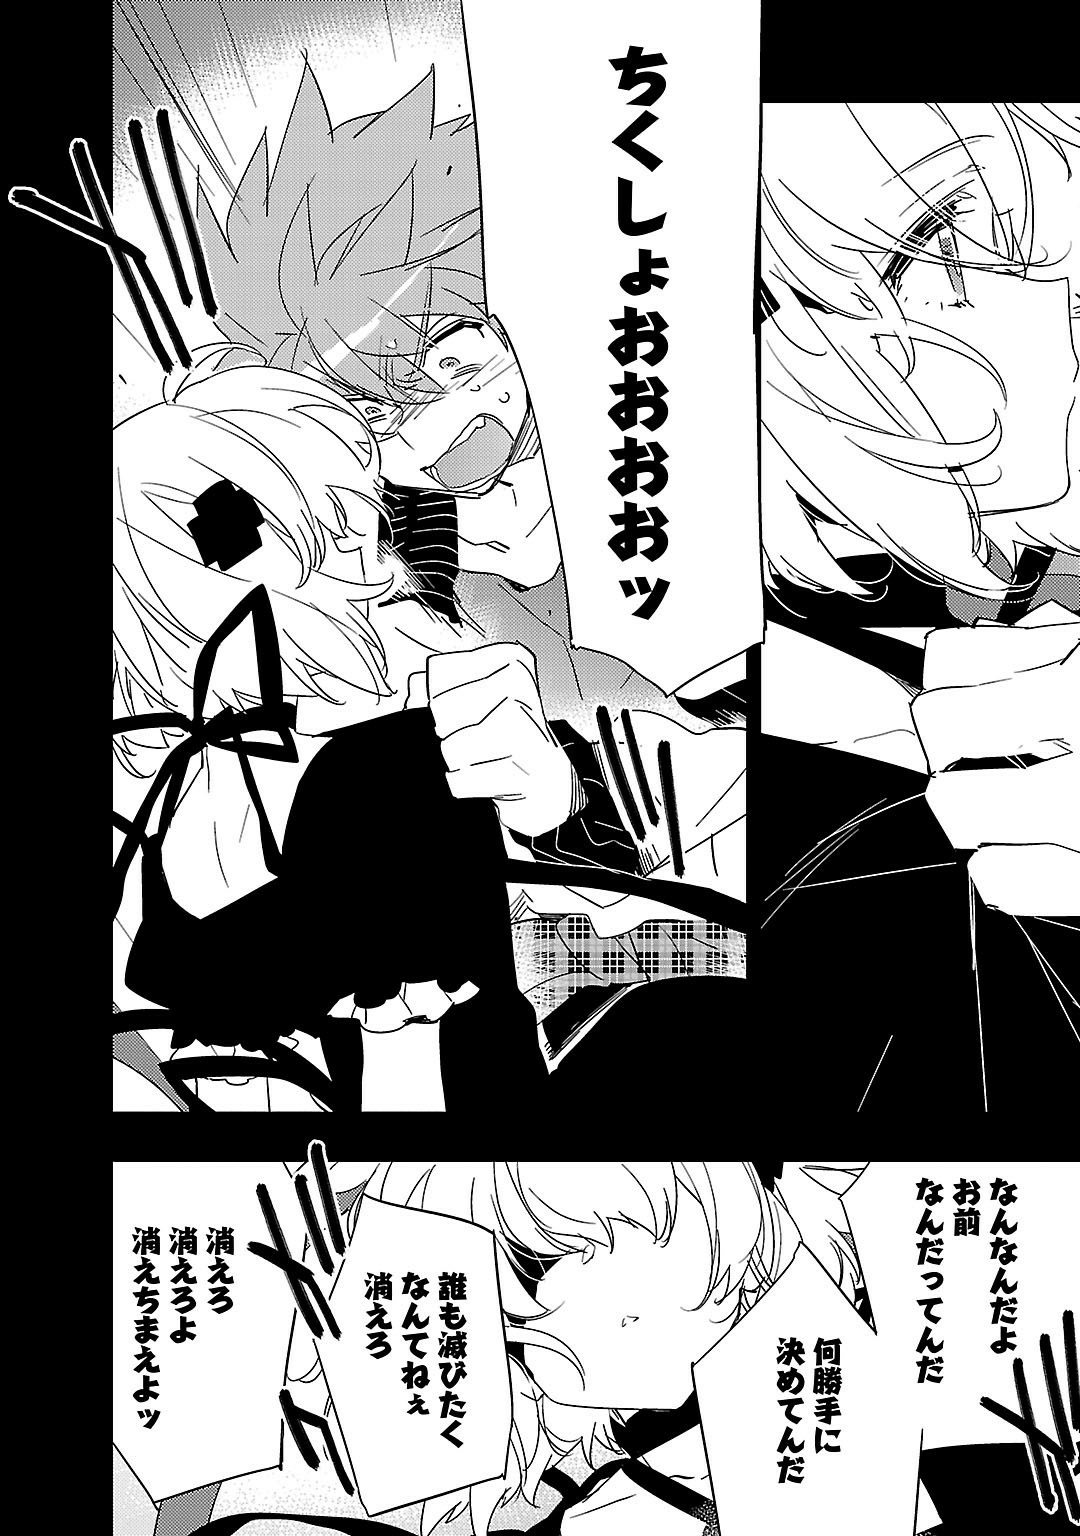 ちくしょおおおおッ
なんなんだよ
お前
なんだってんだ
何勝手に
決めてんだ
誰も滅びたく
なんてねぇ
消えろ
消えろ
消えろよ
消えちまえよッ